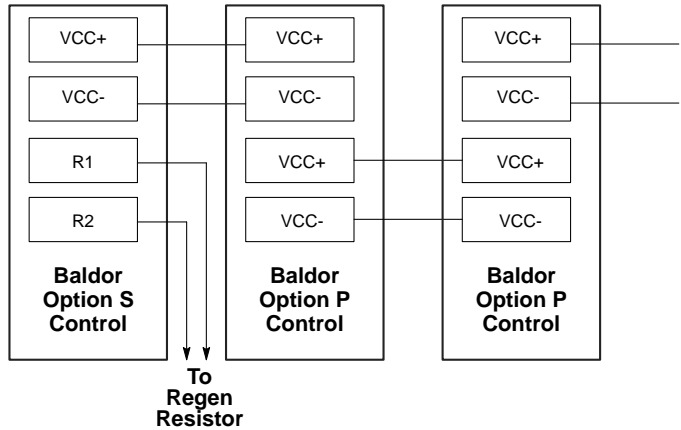 VCC+
VCC-
R1
R2
Baldor
Option S
Control
VCC+
VCC-
VCC+
VCC-
Baldor
Option P
Control
VCC+
VCC-
VCC+
VCC-
Baldor
Option P
Control
To
Regen
Resistor